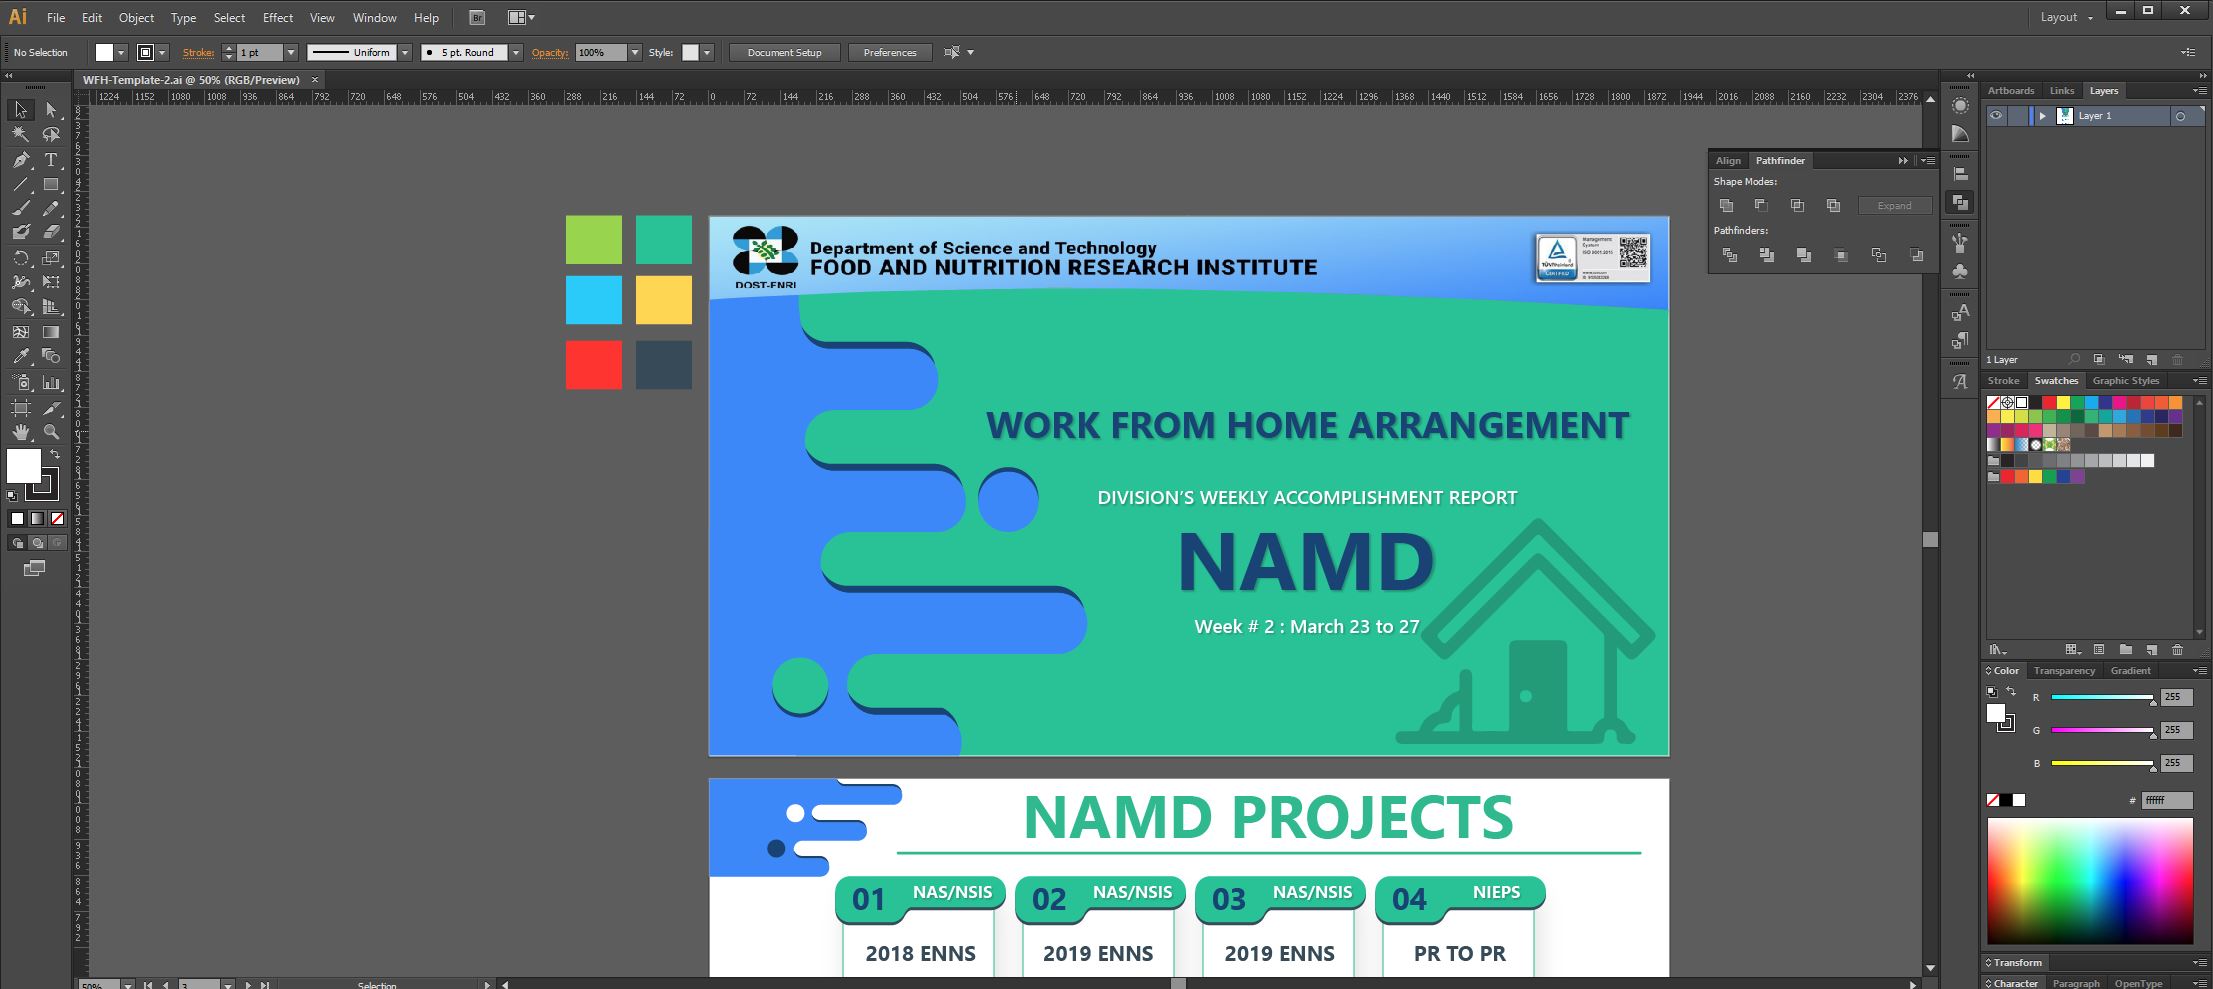 Ai File Edit Object Type Select Effect View Window Help Br Layout
No Selection Stroke: 1 pt Uniform 5 pt. Round Opacity: 100% Style: Document Setup Preferences
WFH-Template-2.ai @ 50% (RGB/Preview) ×
1224 1152 1080 1008 936 864 792 720 648 576 504 432 360 288 216 144 72 0 72 144 216 288 360 432 504 576 648 720 792 864 936 1008 1080 1152 1224 1296 1368 1440 1512 1584 1656 1728 1800 1872 1944 2016 2088 2160 2232 2304 2376
Artboards Links Layers
Layer 1
Align Pathfinder
Shape Modes:
Expand
Pathfinders:
1 Layer
Stroke Swatches Graphic Styles
Color Transparency Gradient
R 255
G 255
B 255
# ffffff
Transform
Character Paragraph OpenType
DOST-FNRI
Department of Science and Technology
FOOD AND NUTRITION RESEARCH INSTITUTE
Management
System
ISO 9001:2015
TÜVRheinland
CERTIFIED
WORK FROM HOME ARRANGEMENT
DIVISION'S WEEKLY ACCOMPLISHMENT REPORT
NAMD
Week # 2 : March 23 to 27
NAMD PROJECTS
01 NAS/NSIS
2018 ENNS
02 NAS/NSIS
2019 ENNS
03 NAS/NSIS
2019 ENNS
04 NIEPS
PR TO PR
50% 3 Selection